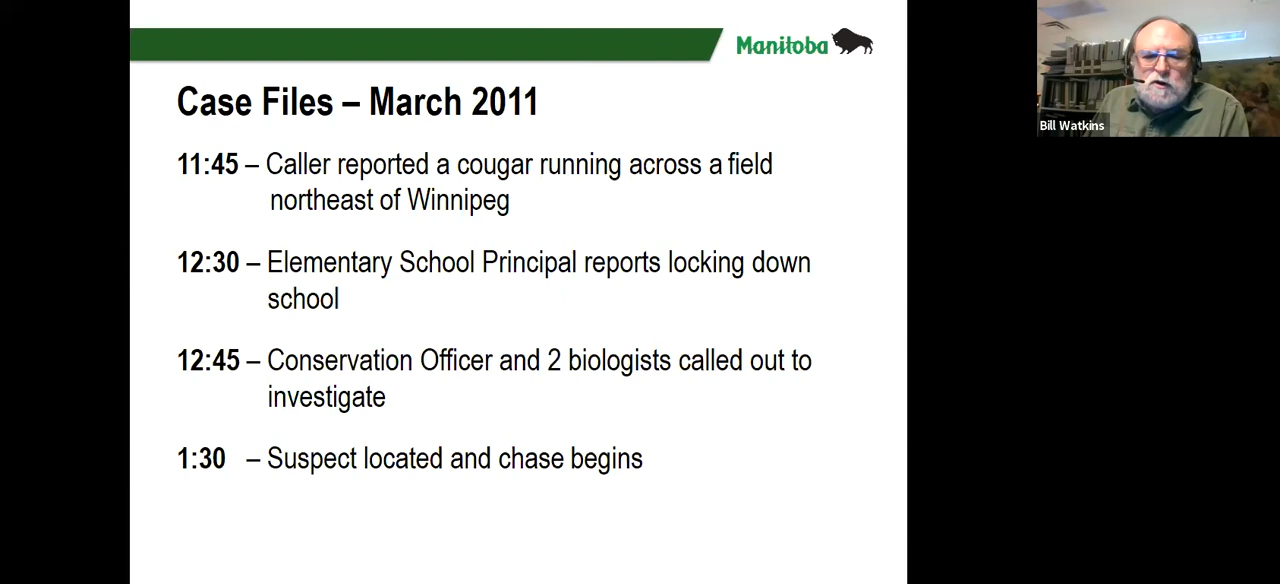 Manitoba
Case Files – March 2011
11:45 – Caller reported a cougar running across a field
northeast of Winnipeg
12:30 – Elementary School Principal reports locking down
school
12:45 – Conservation Officer and 2 biologists called out to
investigate
1:30 – Suspect located and chase begins
Bill Watkins